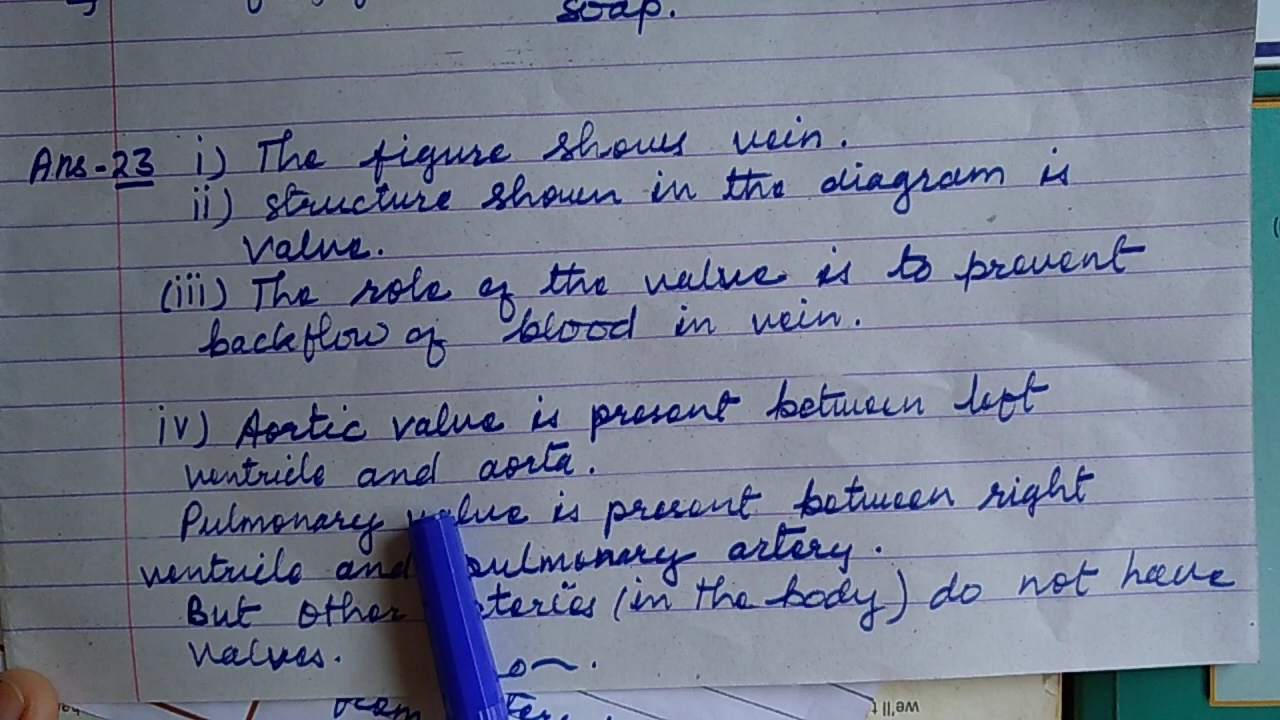 soap.
Ans-23 i) The figure shows vein.
ii) structure shown in the diagram is
valve.
(iii) The role of the valve is to prevent
backflow of blood in vein.
iv) Aortic valve is present between left
ventricle and aorta.
Pulmonary valve is present between right
ventricle and pulmonary artery.
But other arteries (in the body) do not have
valves.
we'll